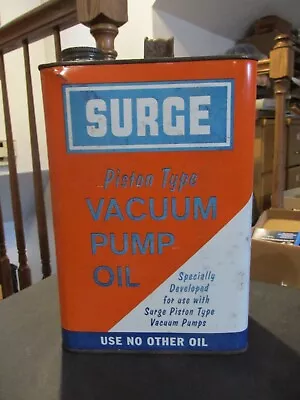 SURGE
SURGE
Piston Type
VACUUM
PUMP
OIL
Specially
Developed
for use with
Surge Piston Type
Vacuum Pumps
USE NO OTHER OIL